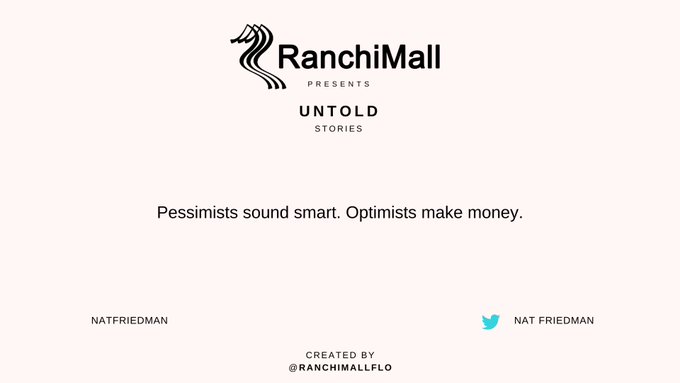 RanchiMall
PRESENTS
UNTOLD
STORIES
Pessimists sound smart. Optimists make money.
NATFRIEDMAN
NAT FRIEDMAN
CREATED BY
@RANCHIMALLFLO